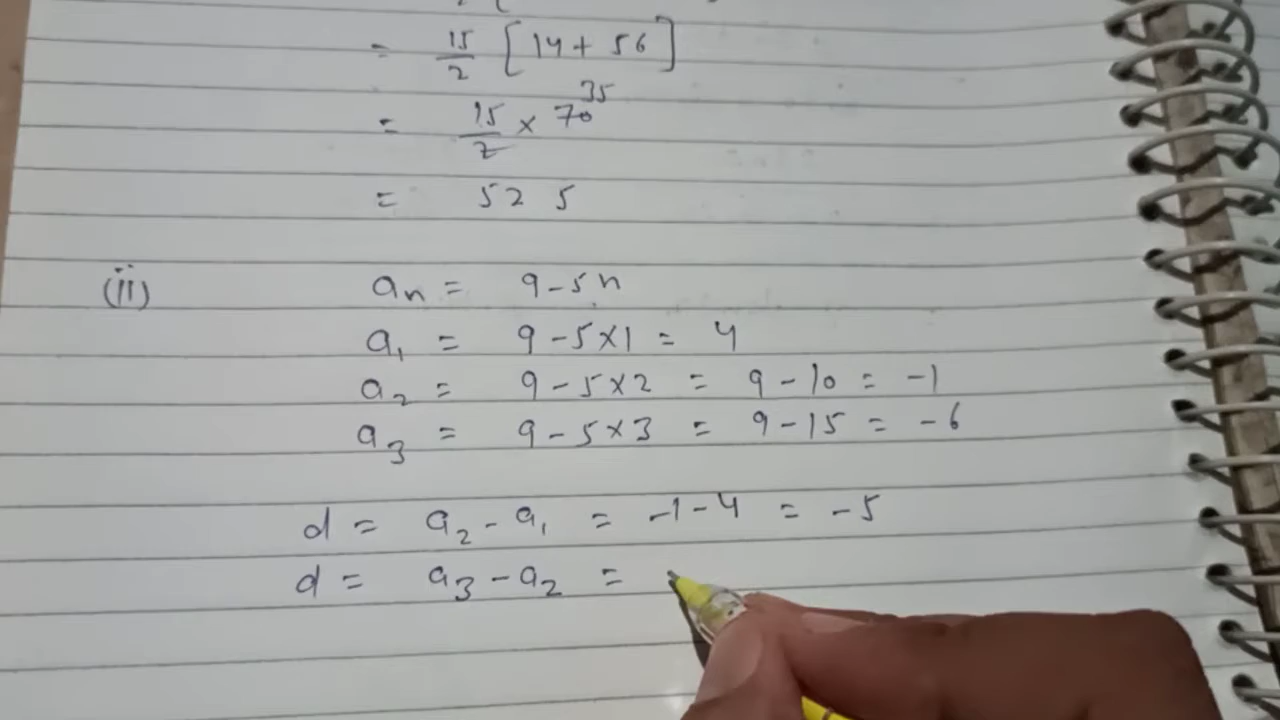 = 15/2 [14 + 56]
= 15/2 × 70 35
= 525
(ii) aₙ = 9 - 5n
a₁ = 9 - 5×1 = 4
a₂ = 9 - 5×2 = 9 - 10 = -1
a₃ = 9 - 5×3 = 9 - 15 = -6
d = a₂ - a₁ = -1 - 4 = -5
d = a₃ - a₂ =